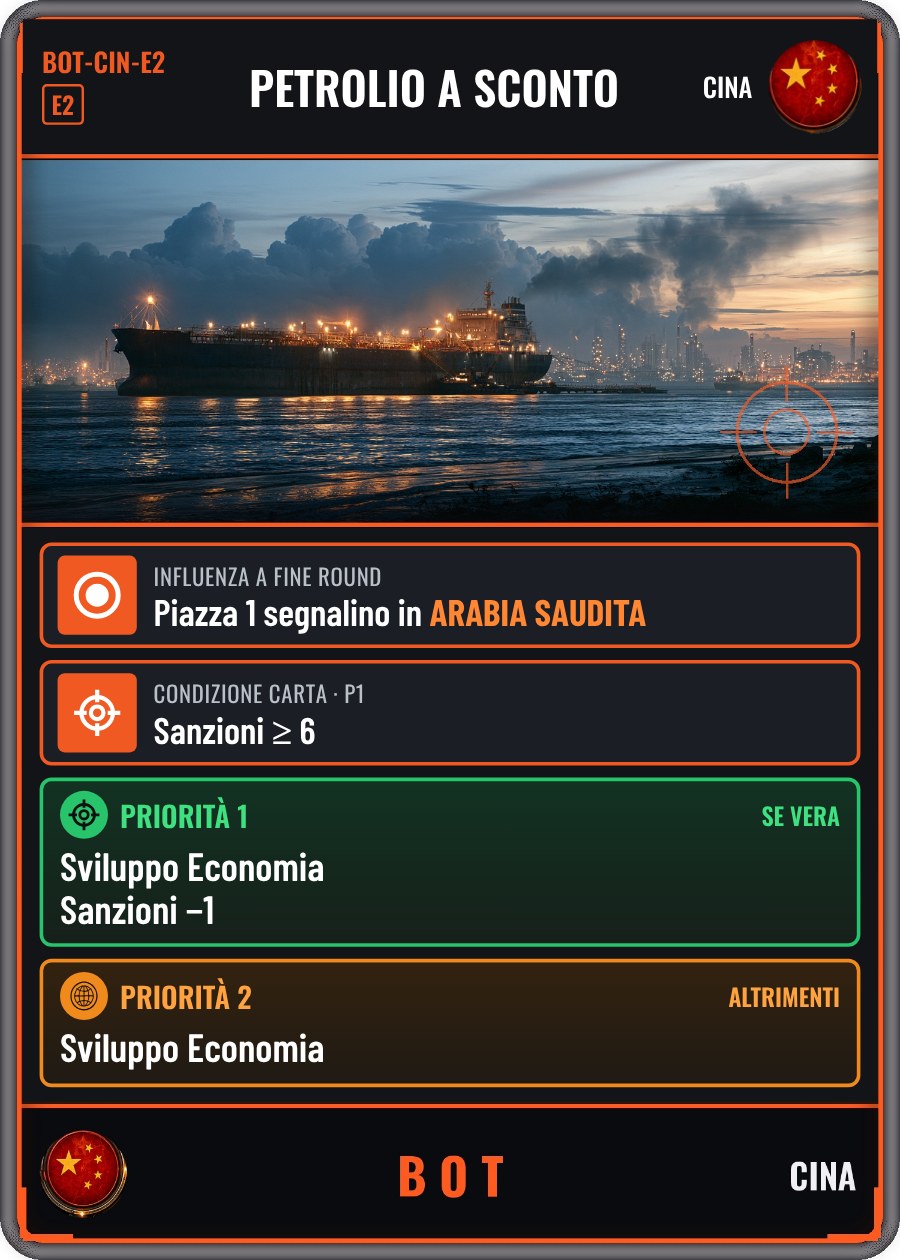 BOT-CIN-E2
E2
PETROLIO A SCONTO
CINA
INFLUENZA A FINE ROUND
Piazza 1 segnalino in ARABIA SAUDITA
CONDIZIONE CARTA · P1
Sanzioni ≥ 6
PRIORITÀ 1
SE VERA
Sviluppo Economia
Sanzioni −1
PRIORITÀ 2
ALTRIMENTI
Sviluppo Economia
BOT
CINA